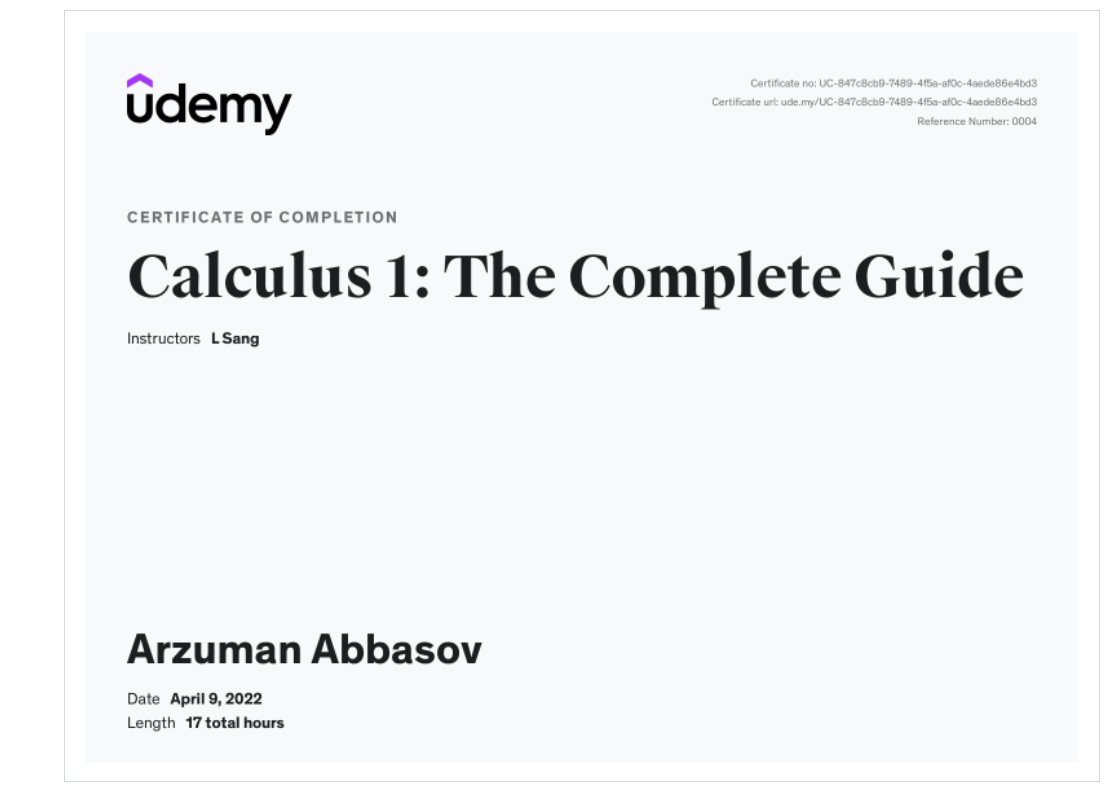 udemy
Certificate no: UC-847c8cb9-7489-4f5a-af0c-4aede86e4bd3
Certificate url: ude.my/UC-847c8cb9-7489-4f5a-af0c-4aede86e4bd3
Reference Number: 0004
CERTIFICATE OF COMPLETION
Calculus 1: The Complete Guide
Instructors L Sang
Arzuman Abbasov
Date April 9, 2022
Length 17 total hours